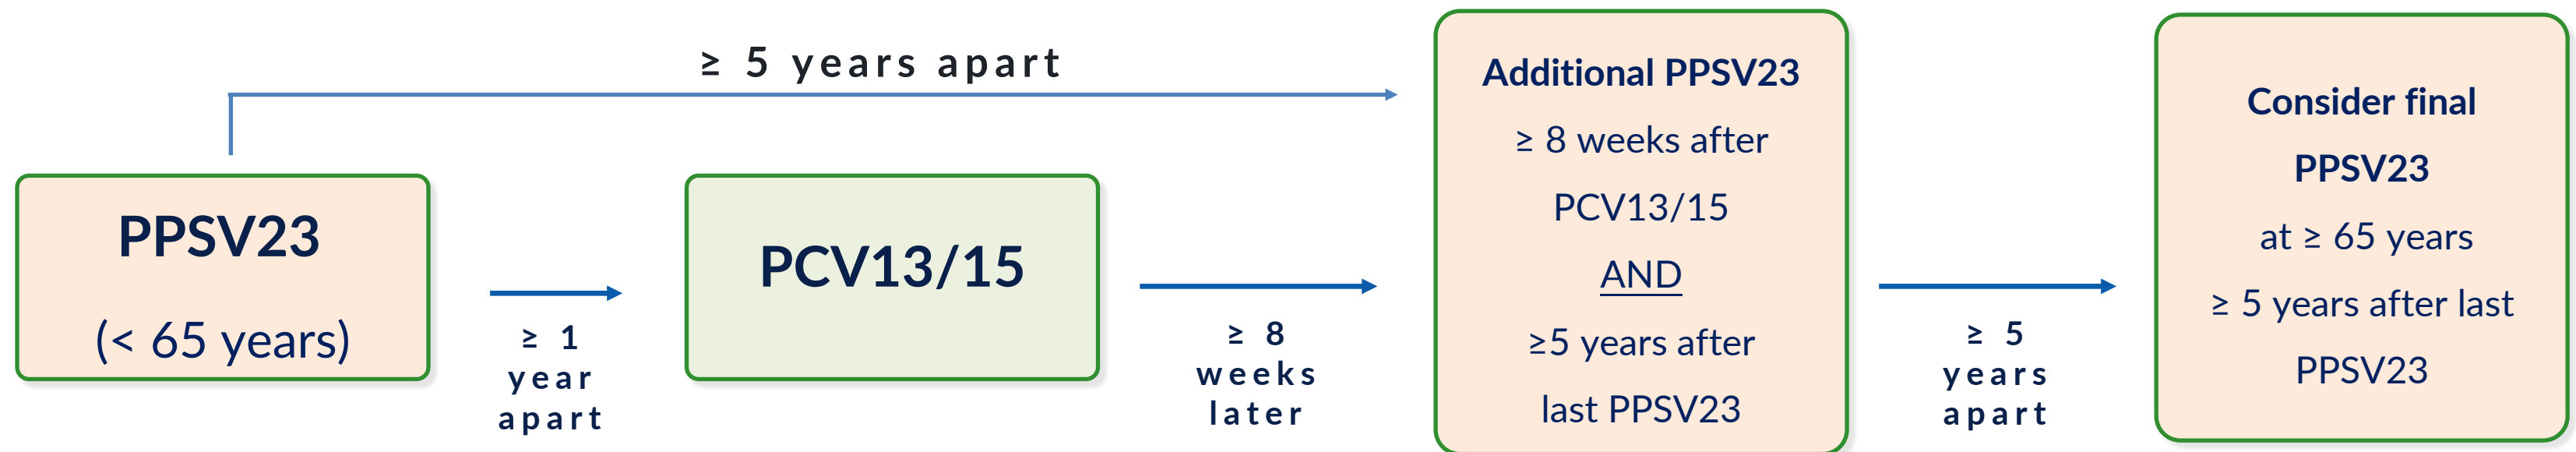 ≥ 5 years apart
PPSV23
(< 65 years)
≥ 1
year
apart
PCV13/15
≥ 8
weeks
later
Additional PPSV23
≥ 8 weeks after
PCV13/15
AND
≥5 years after
last PPSV23
≥ 5
years
apart
Consider final
PPSV23
at ≥ 65 years
≥ 5 years after last
PPSV23